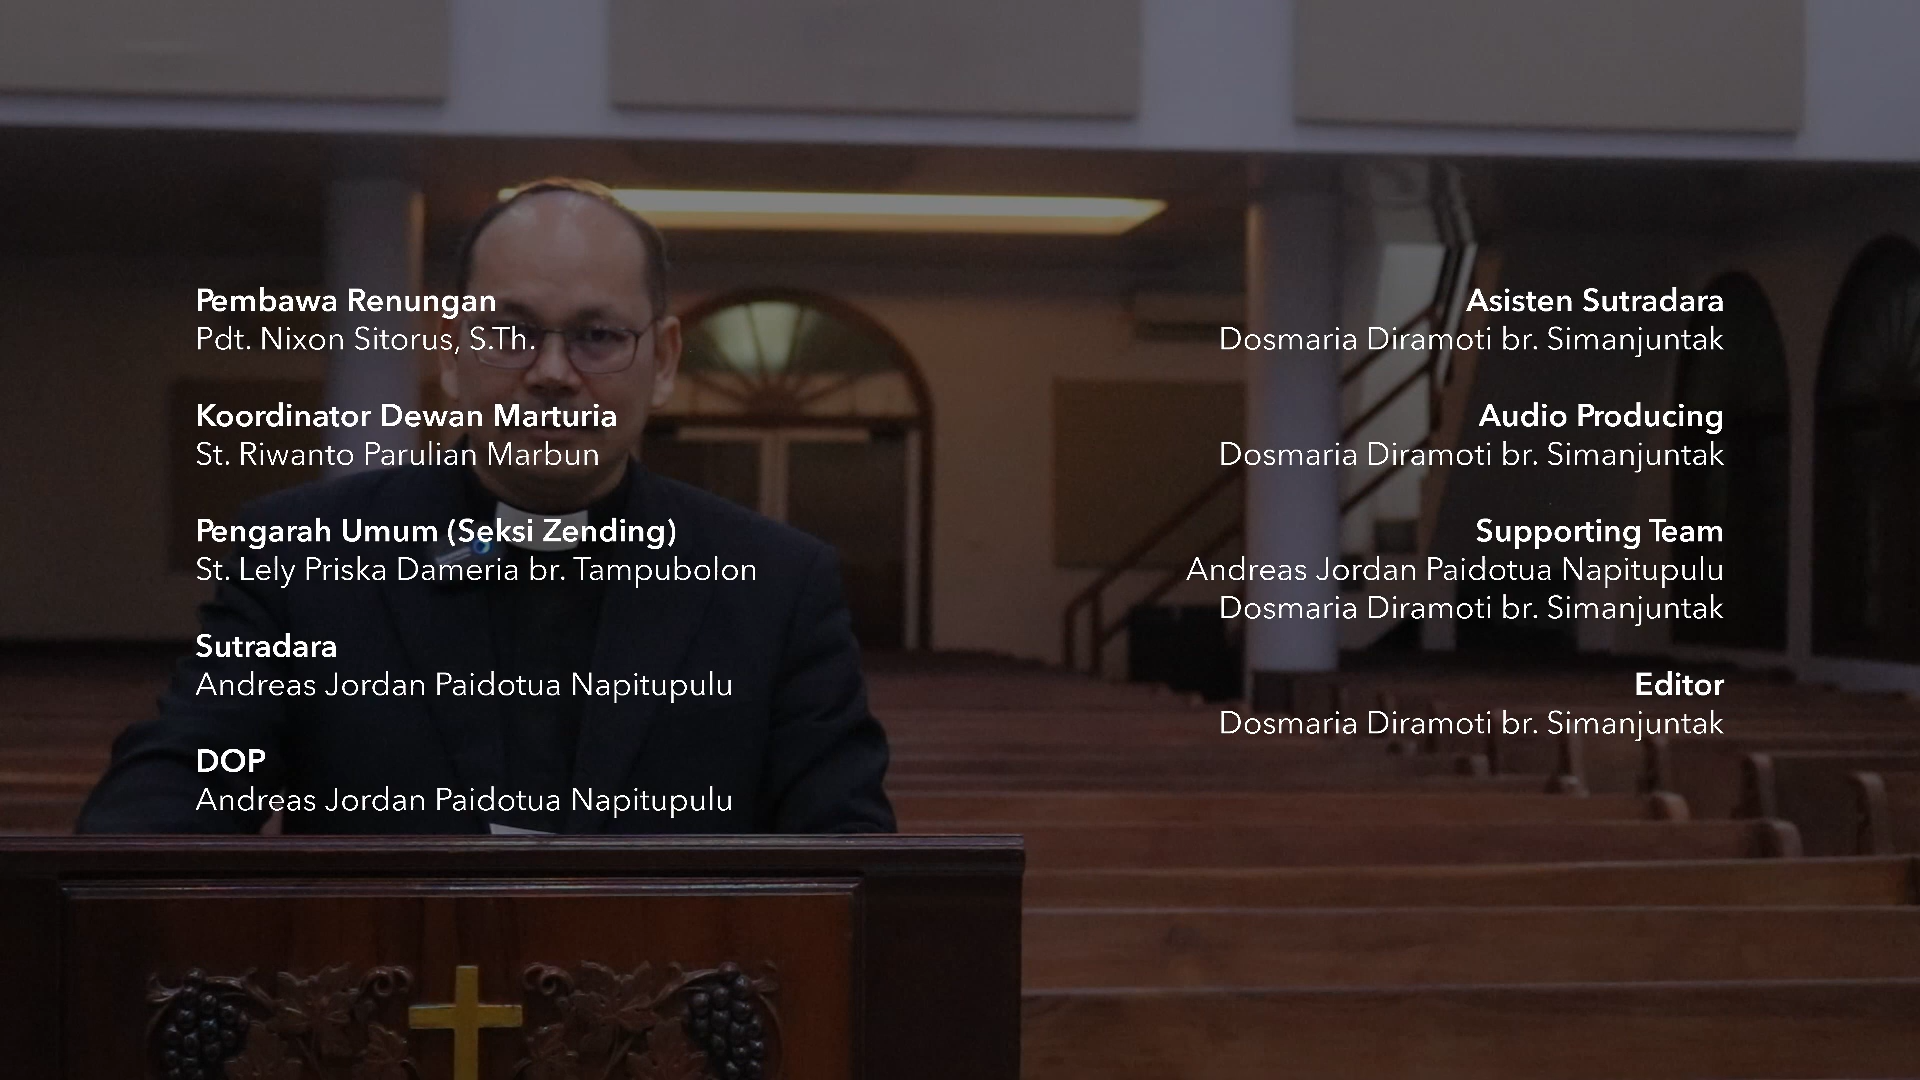 Pembawa Renungan
Pdt. Nixon Sitorus, S.Th.
Koordinator Dewan Marturia
St. Riwanto Parulian Marbun
Pengarah Umum (Seksi Zending)
St. Lely Priska Dameria br. Tampubolon
Sutradara
Andreas Jordan Paidotua Napitupulu
DOP
Andreas Jordan Paidotua Napitupulu
Asisten Sutradara
Dosmaria Diramoti br. Simanjuntak
Audio Producing
Dosmaria Diramoti br. Simanjuntak
Supporting Team
Andreas Jordan Paidotua Napitupulu
Dosmaria Diramoti br. Simanjuntak
Editor
Dosmaria Diramoti br. Simanjuntak